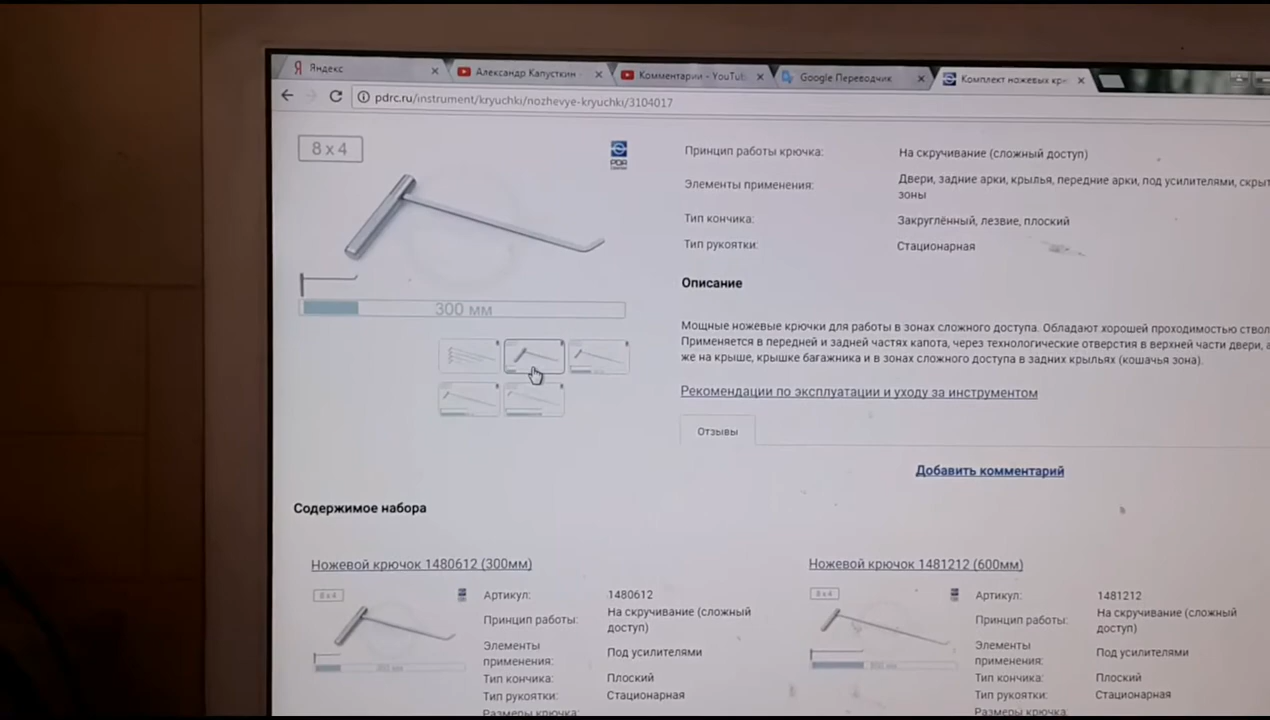 Яндекс
Александр Капусткин
Комментарии - YouTub
Google Переводчик
Комплект ножевых кр
pdrc.ru/instrument/kryuchki/nozhevye-kryuchki/3104017
8 x 4
PDR
300 мм
Принцип работы крючка: На скручивание (сложный доступ)
Элементы применения: Двери, задние арки, крылья, передние арки, под усилителями, скрыт
зоны
Тип кончика: Закруглённый, лезвие, плоский
Тип рукоятки: Стационарная
Описание
Мощные ножевые крючки для работы в зонах сложного доступа. Обладают хорошей проходимостью ствол
Применяется в передней и задней частях капота, через технологические отверстия в верхней части двери, а
же на крыше, крышке багажника и в зонах сложного доступа в задних крыльях (кошачья зона).
Рекомендации по эксплуатации и уходу за инструментом
Отзывы
Добавить комментарий
Содержимое набора
Ножевой крючок 1480612 (300мм)
8 x 4
Артикул: 1480612
Принцип работы: На скручивание (сложный
доступ)
Элементы
применения: Под усилителями
Тип кончика: Плоский
Тип рукоятки: Стационарная
Размеры крючка:
Ножевой крючок 1481212 (600мм)
8 x 4
Артикул: 1481212
Принцип работы: На скручивание (сложный
доступ)
Элементы
применения: Под усилителями
Тип кончика: Плоский
Тип рукоятки: Стационарная
Размеры крючка: